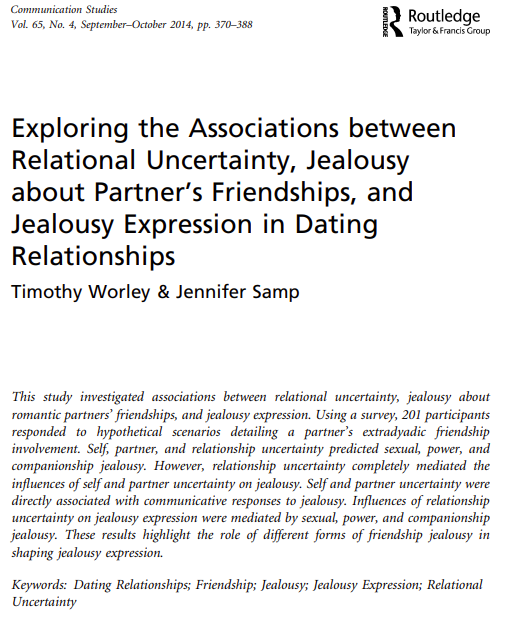 Communication Studies
Vol. 65, No. 4, September–October 2014, pp. 370–388
ROUTLEDGE
Routledge
Taylor & Francis Group
Exploring the Associations between
Relational Uncertainty, Jealousy
about Partner's Friendships, and
Jealousy Expression in Dating
Relationships
Timothy Worley & Jennifer Samp
This study investigated associations between relational uncertainty, jealousy about
romantic partners' friendships, and jealousy expression. Using a survey, 201 participants
responded to hypothetical scenarios detailing a partner's extradyadic friendship
involvement. Self, partner, and relationship uncertainty predicted sexual, power, and
companionship jealousy. However, relationship uncertainty completely mediated the
influences of self and partner uncertainty on jealousy. Self and partner uncertainty were
directly associated with communicative responses to jealousy. Influences of relationship
uncertainty on jealousy expression were mediated by sexual, power, and companionship
jealousy. These results highlight the role of different forms of friendship jealousy in
shaping jealousy expression.
Keywords: Dating Relationships; Friendship; Jealousy; Jealousy Expression; Relational
Uncertainty